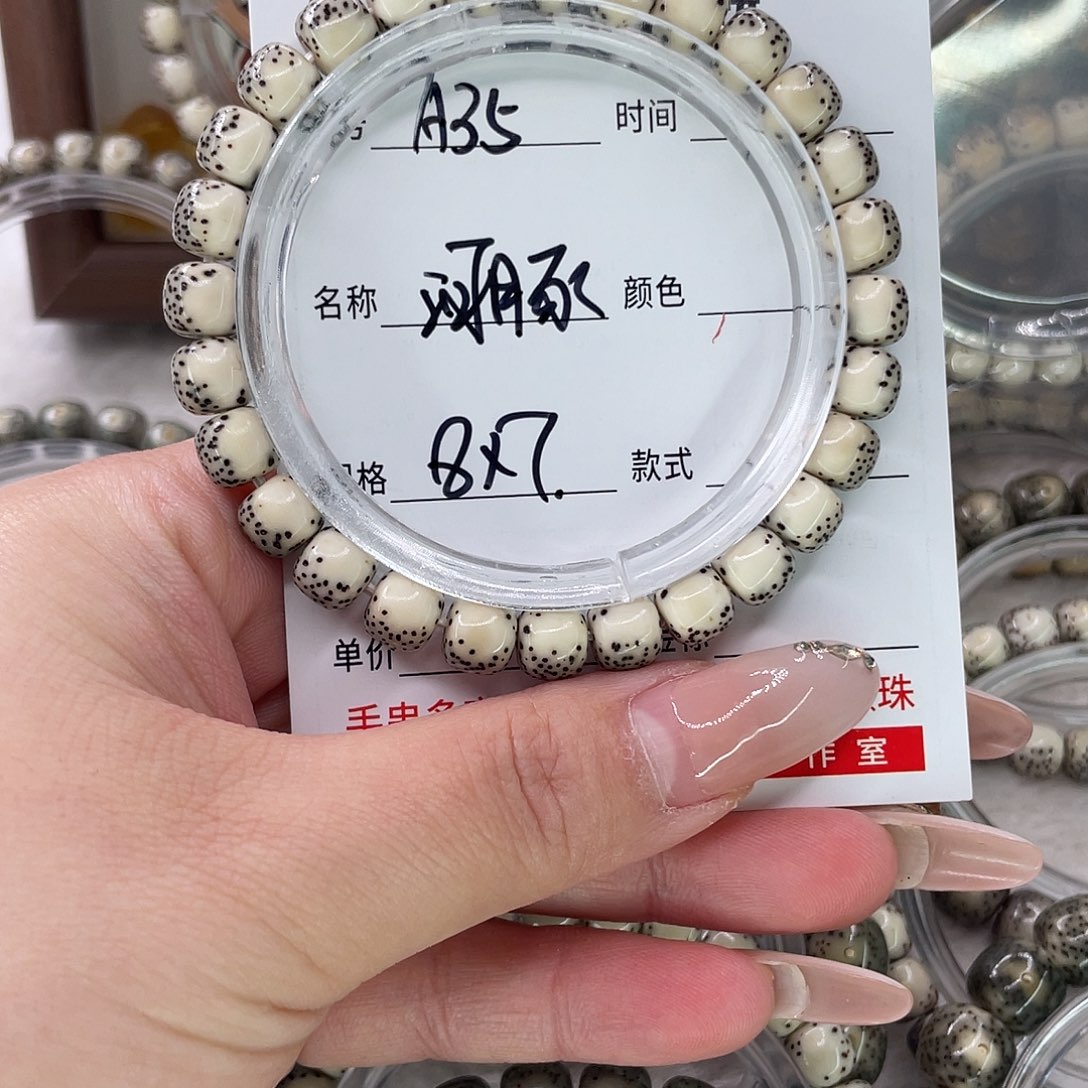 A35 时间
名称 颜色
格 8x7. 款式
单价
手串 珠
作室